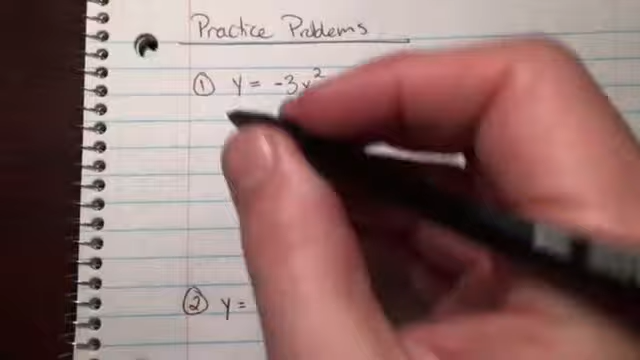 Practice Problems
① y = -3x²
② y =